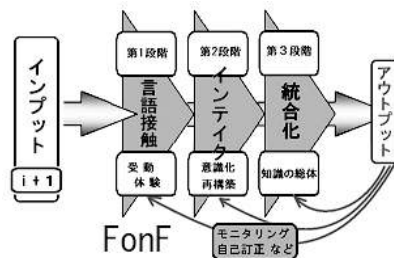 インプット
i+1
第1段階
言語接触
受動
体験
第2段階
インテイク
意識化
再構築
第3段階
統合化
知識の総体
アウトプット
モニタリング
自己訂正 など
FonF